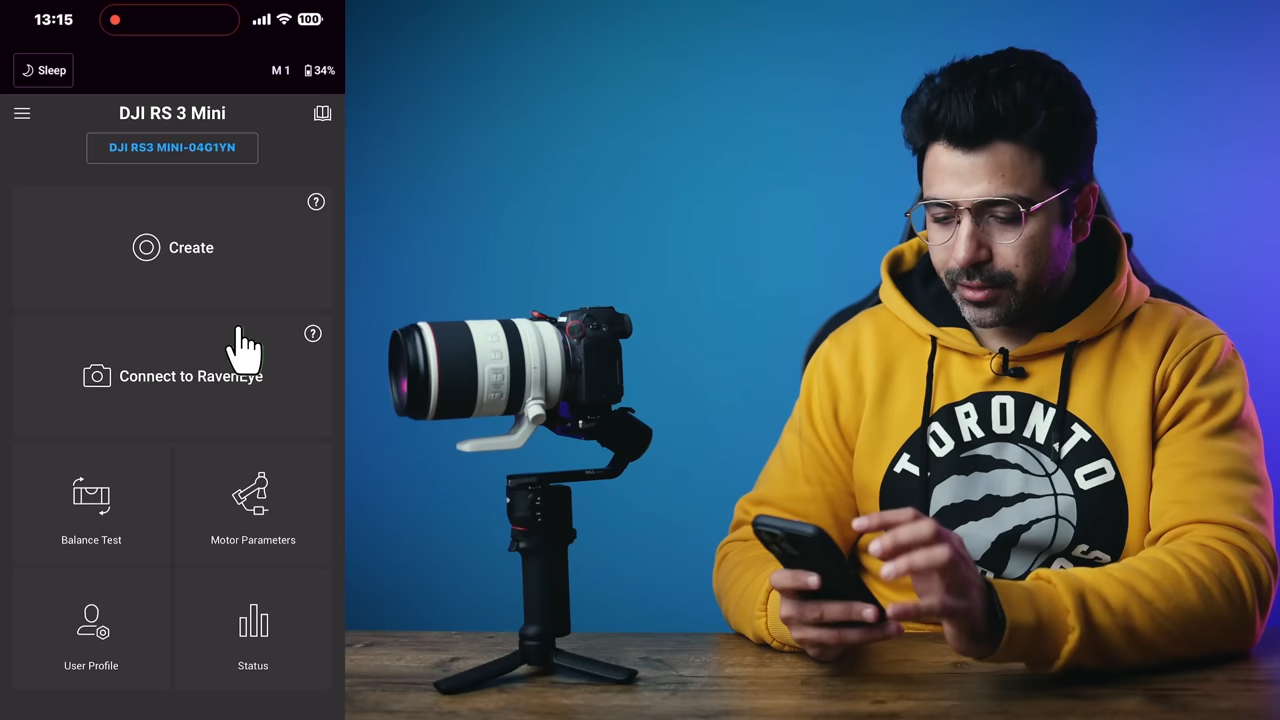 13:15
100
Sleep
M 1
34%
DJI RS 3 Mini
DJI RS3 MINI-04G1YN
?
Create
?
Connect to RavenEye
Balance Test
Motor Parameters
User Profile
Status
TORONTO